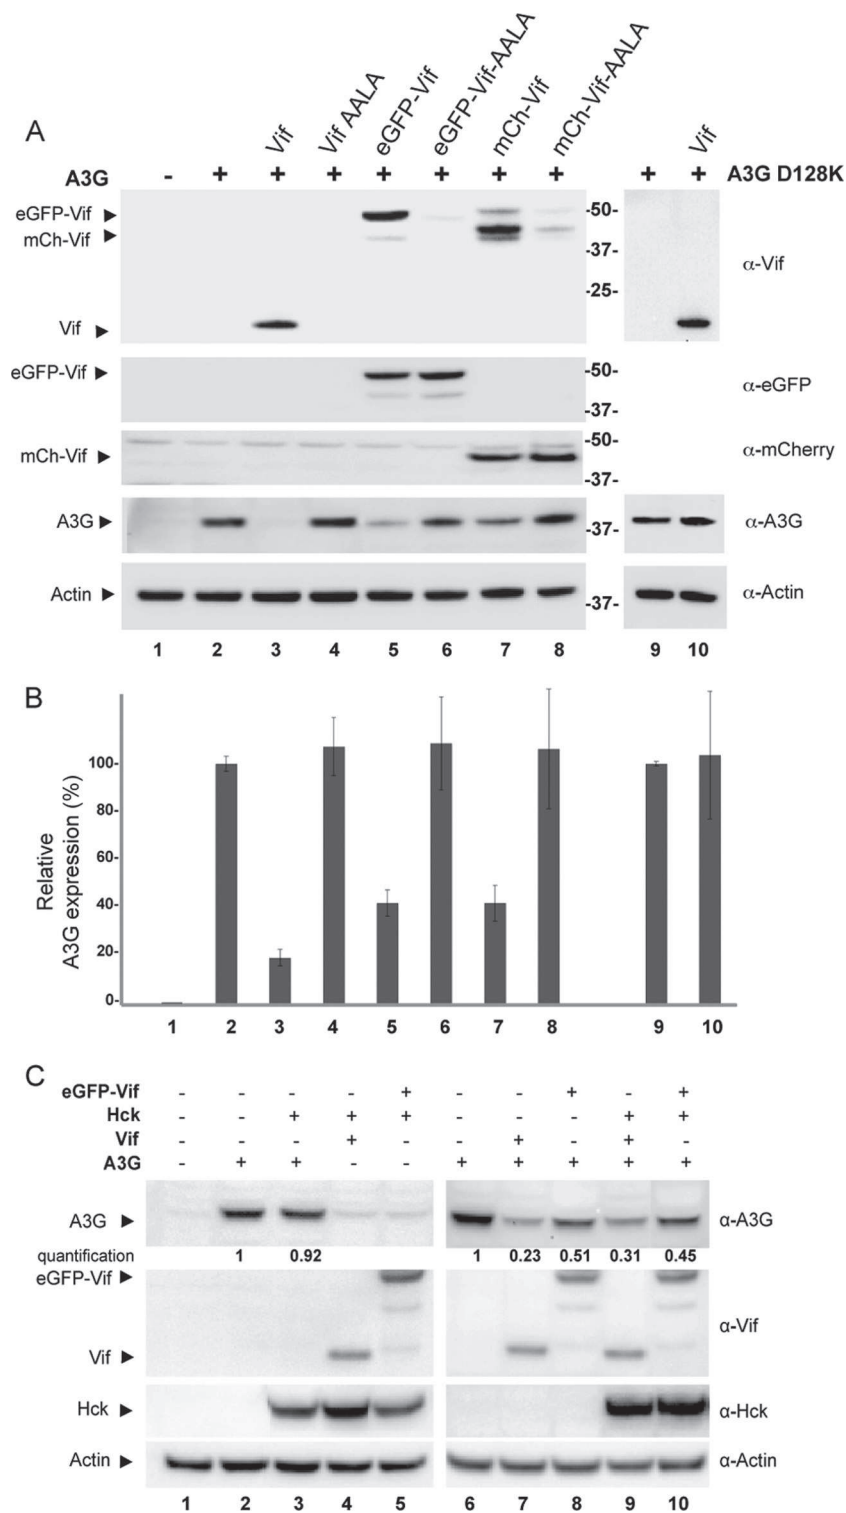 A
Vif
Vif AALA
eGFP-Vif
eGFP-Vif-AALA
mCh-Vif
mCh-Vif-AALA
Vif
A3G - + + + + + + + + + A3G D128K
eGFP-Vif ▶ -50-
mCh-Vif ▶ -37-
α-Vif
-25-
Vif ▶
eGFP-Vif ▶ -50-
α-eGFP
-37-
-50-
mCh-Vif ▶ α-mCherry
-37-
A3G ▶ -37- α-A3G
Actin ▶ -37- α-Actin
1 2 3 4 5 6 7 8 9 10
B
Relative
A3G expression (%)
100-
80-
60-
40-
20-
0-
1 2 3 4 5 6 7 8 9 10
C
eGFP-Vif - - - - + - - + - +
Hck - - + + + - - - + +
Vif - - - + - - + - + -
A3G - + + - - + + + + +
A3G ▶ α-A3G
quantification 1 0.92 1 0.23 0.51 0.31 0.45
eGFP-Vif ▶
α-Vif
Vif ▶
Hck ▶ α-Hck
Actin ▶ α-Actin
1 2 3 4 5 6 7 8 9 10